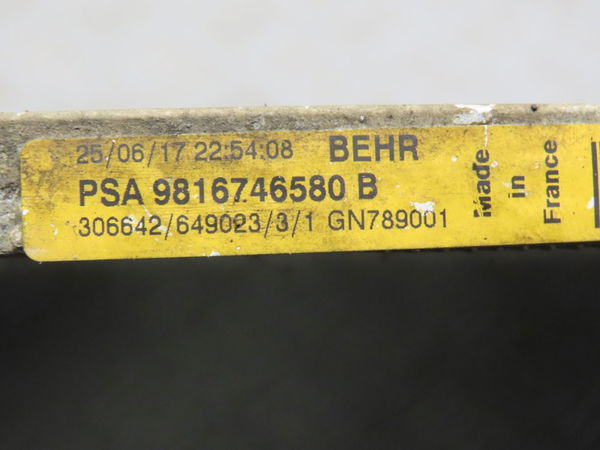 25/06/17 22:54:08 BEHR
PSA 9816746580 B
306642/649023/3/1 GN789001
Made
in
France